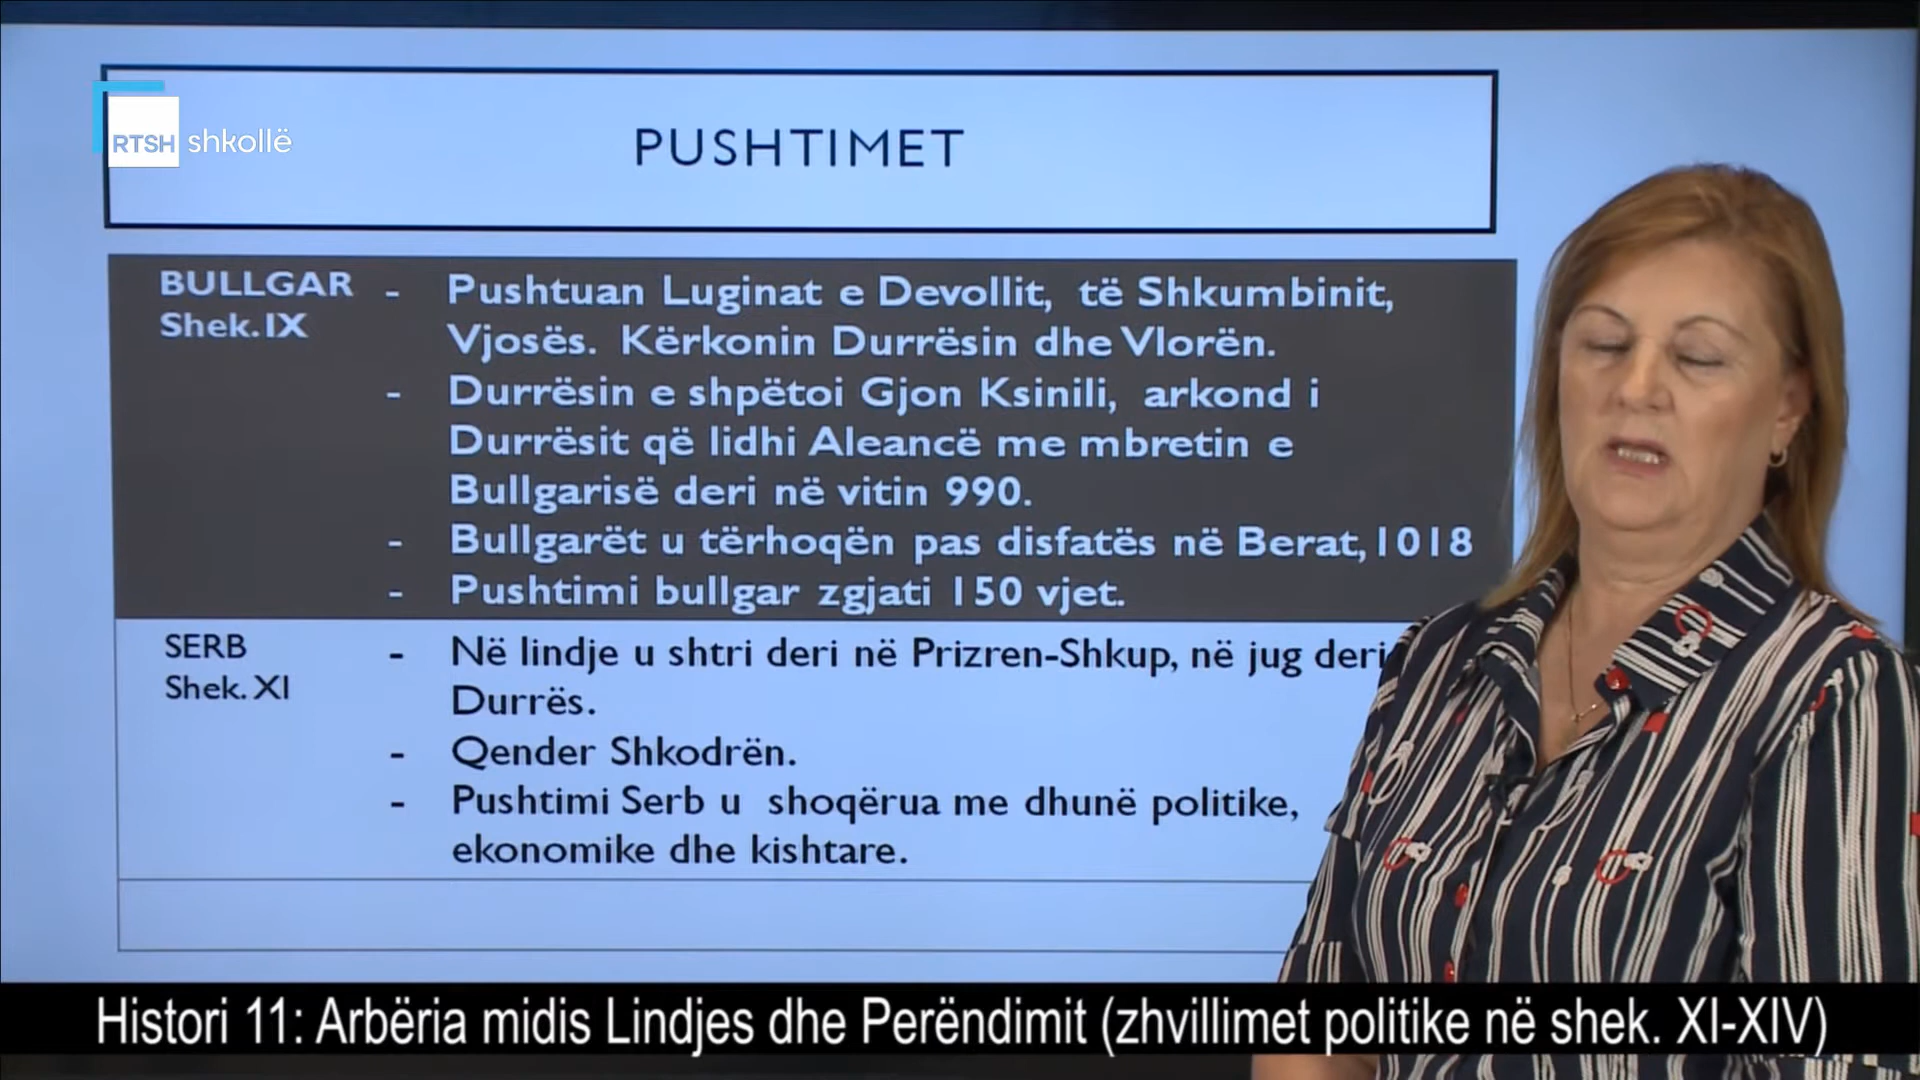 RTSH shkollë
PUSHTIMET
BULLGAR
Shek.IX
- Pushtuan Luginat e Devollit, të Shkumbinit,
Vjosës. Kërkonin Durrësin dhe Vlorën.
- Durrësin e shpëtoi Gjon Ksinili, arkond i
Durrësit që lidhi Aleancë me mbretin e
Bullgarisë deri në vitin 990.
- Bullgarët u tërhoqën pas disfatës në Berat,1018
- Pushtimi bullgar zgjati 150 vjet.
SERB
Shek. XI
- Në lindje u shtri deri në Prizren-Shkup, në jug deri
Durrës.
- Qender Shkodrën.
- Pushtimi Serb u shoqërua me dhunë politike,
ekonomike dhe kishtare.
Histori 11: Arbëria midis Lindjes dhe Perëndimit (zhvillimet politike në shek. XI-XIV)